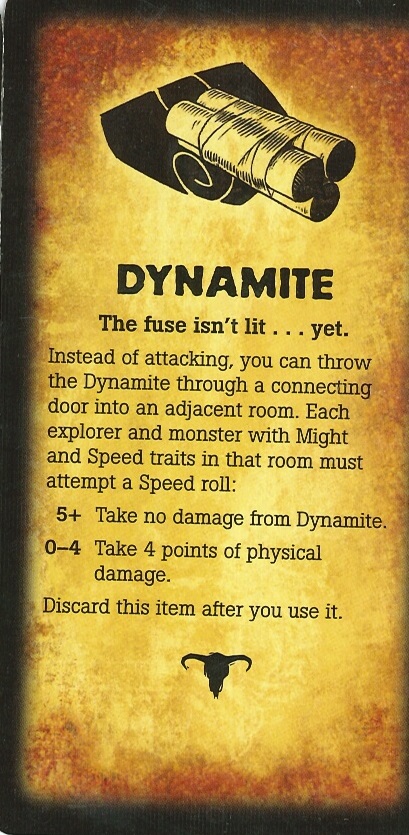 DYNAMITE
The fuse isn't lit . . . yet.
Instead of attacking, you can throw
the Dynamite through a connecting
door into an adjacent room. Each
explorer and monster with Might
and Speed traits in that room must
attempt a Speed roll:
5+ Take no damage from Dynamite.
0–4 Take 4 points of physical
damage.
Discard this item after you use it.